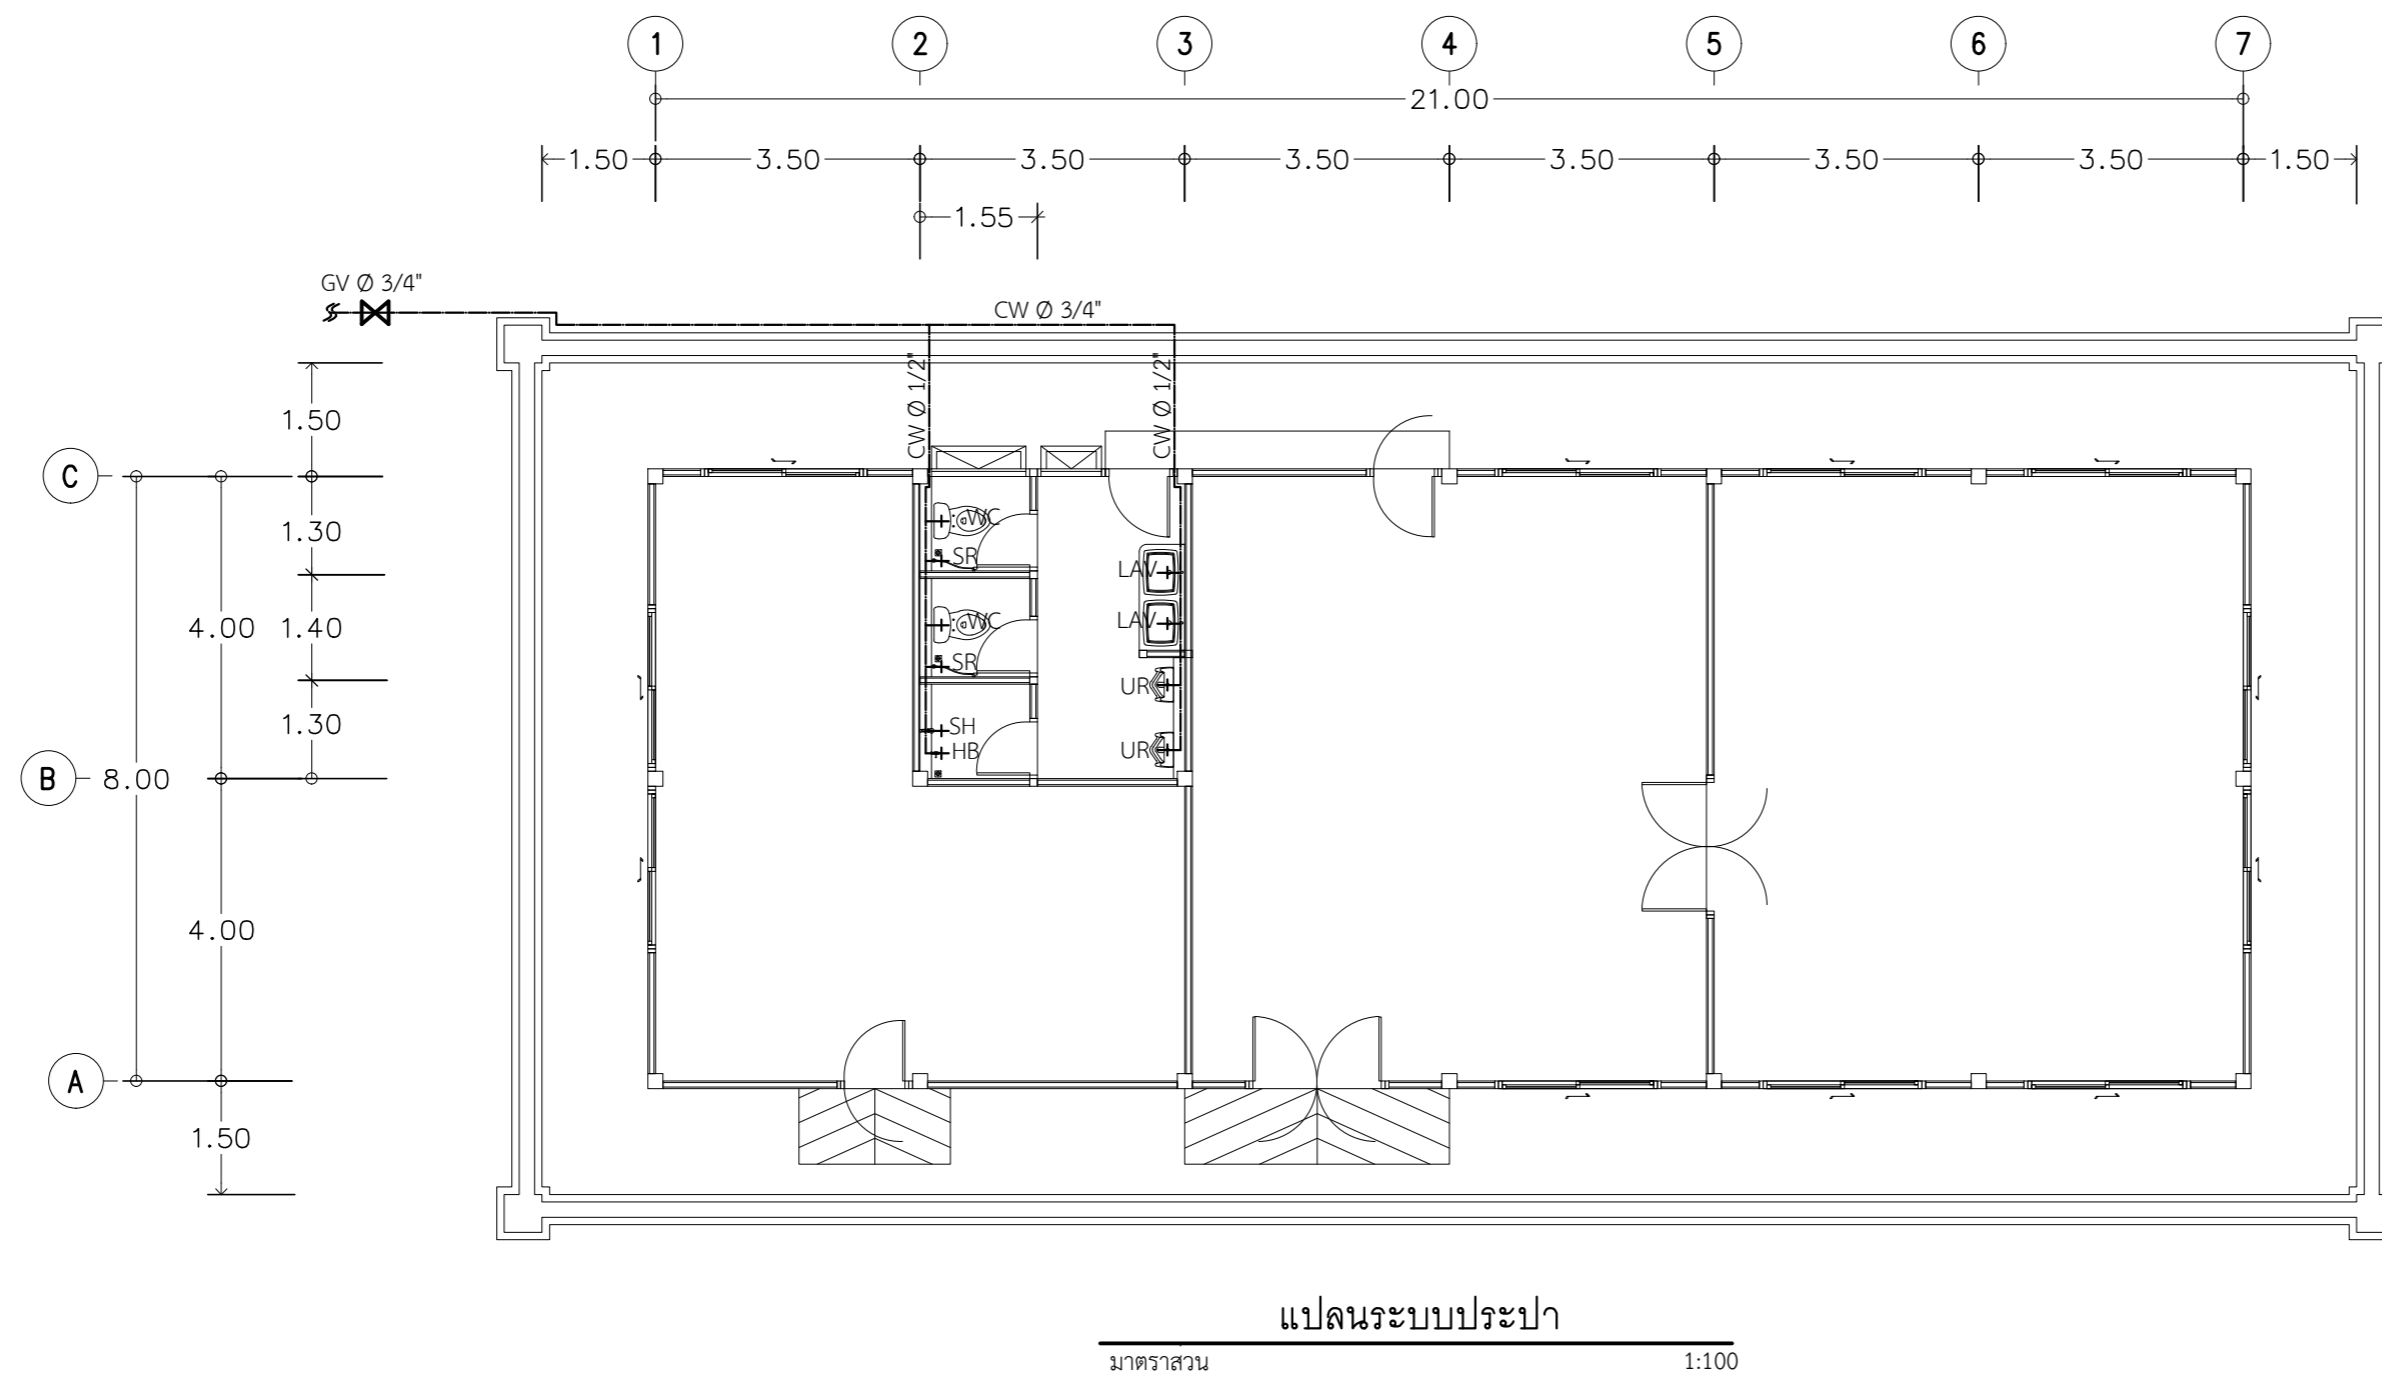 1 2 3 4 5 6 7
21.00
1.50 3.50 3.50 3.50 3.50 3.50 3.50 1.50
1.55
GV Ø 3/4"
CW Ø 3/4"
CW Ø 1/2"
CW Ø 1/2"
1.50
C
WC
1.30
SR
LAV
4.00 1.40
WC
LAV
SR
UR
1.30
SH
HB
UR
B 8.00
4.00
A
1.50
แปลนระบบประปา
มาตราส่วน 1:100